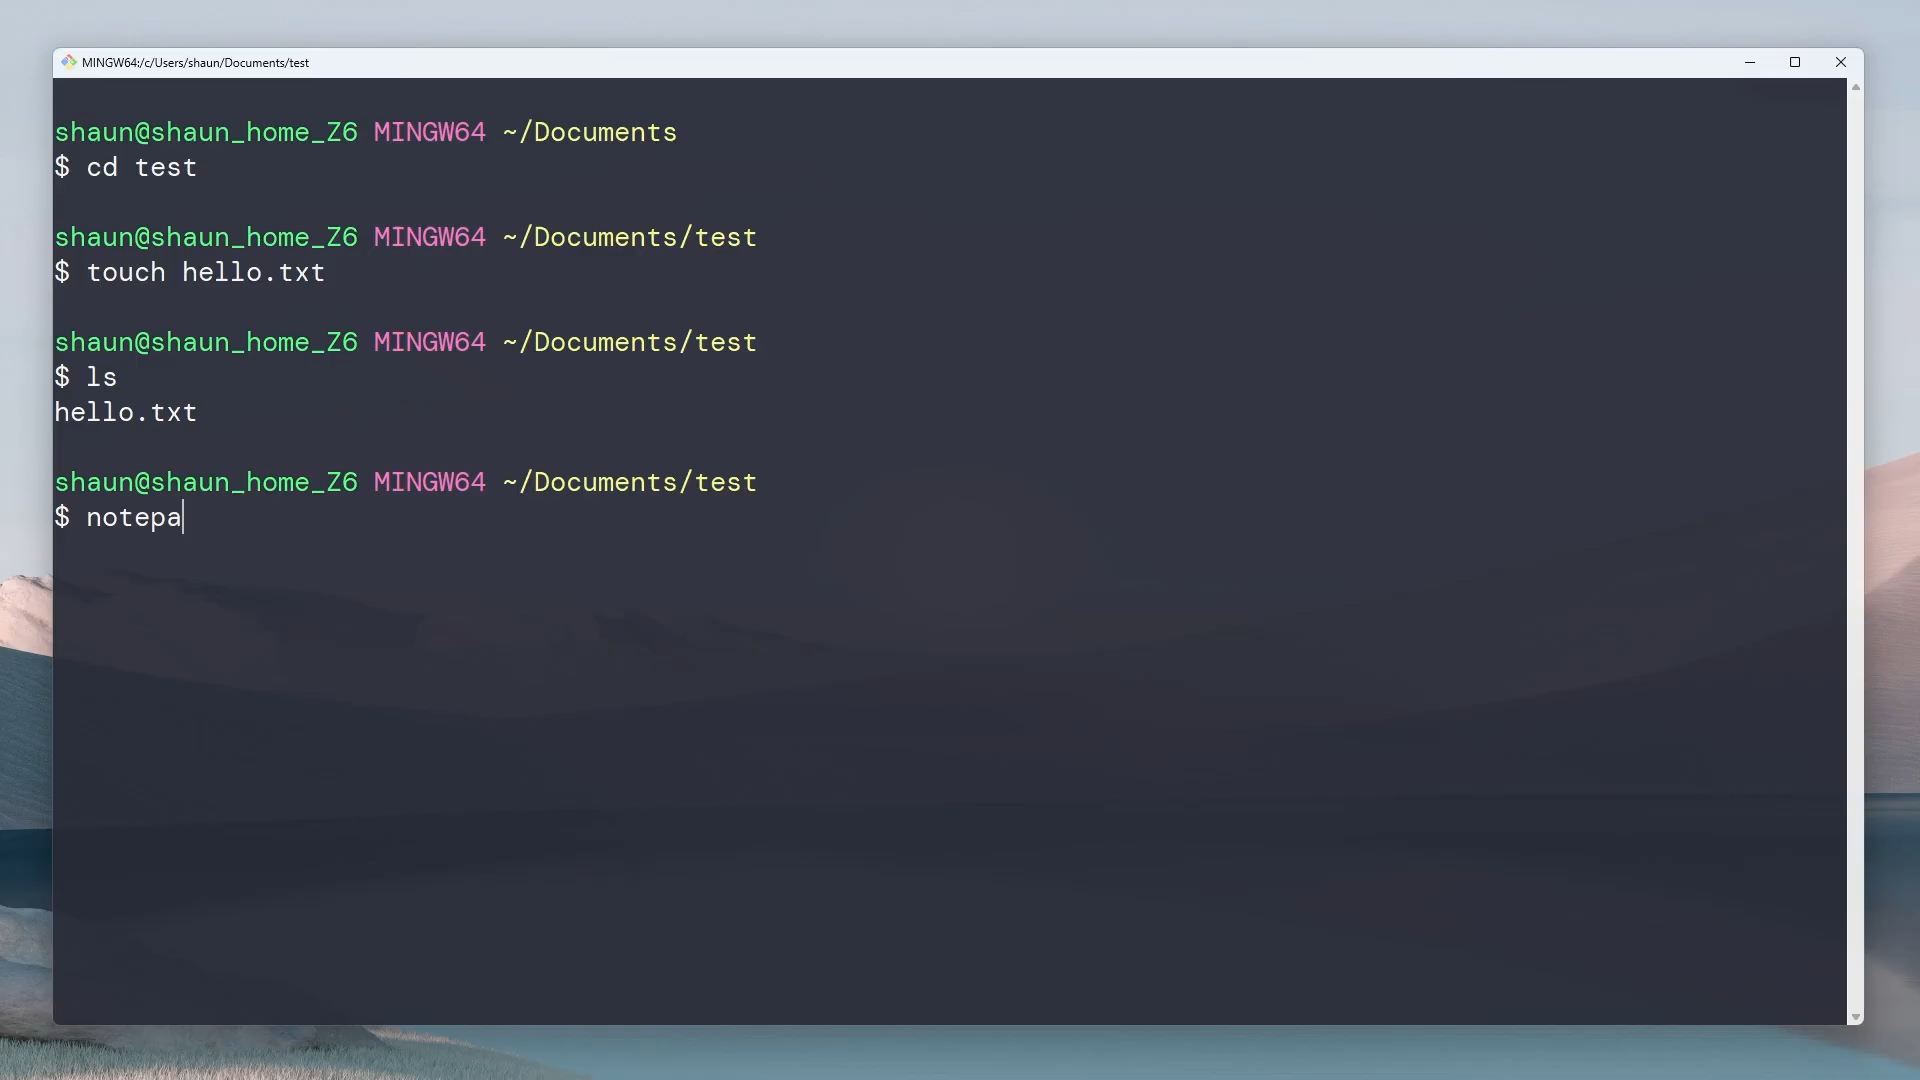 MINGW64:/c/Users/shaun/Documents/test
shaun@shaun_home_Z6 MINGW64 ~/Documents
$ cd test
shaun@shaun_home_Z6 MINGW64 ~/Documents/test
$ touch hello.txt
shaun@shaun_home_Z6 MINGW64 ~/Documents/test
$ ls
hello.txt
shaun@shaun_home_Z6 MINGW64 ~/Documents/test
$ notepa